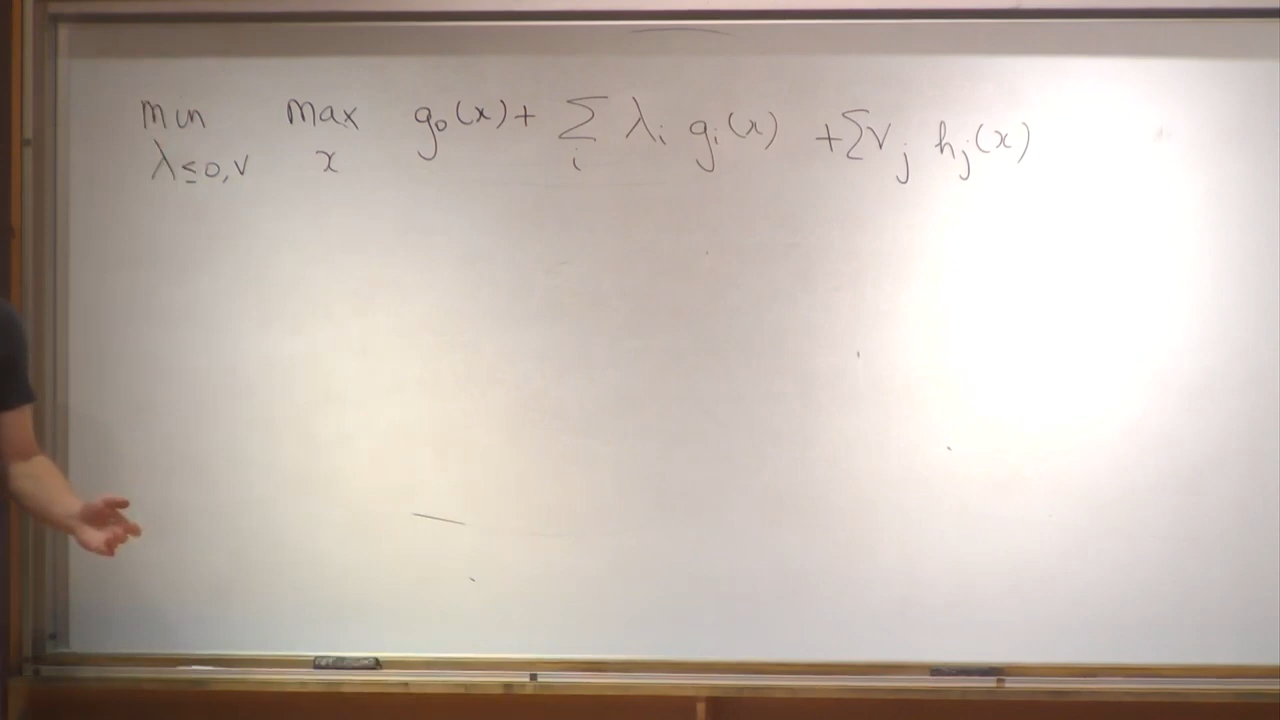 min max g₀(x) + ∑ λᵢ gᵢ(x) + ∑ νⱼ hⱼ(x)
λ ≤ 0, ν x i